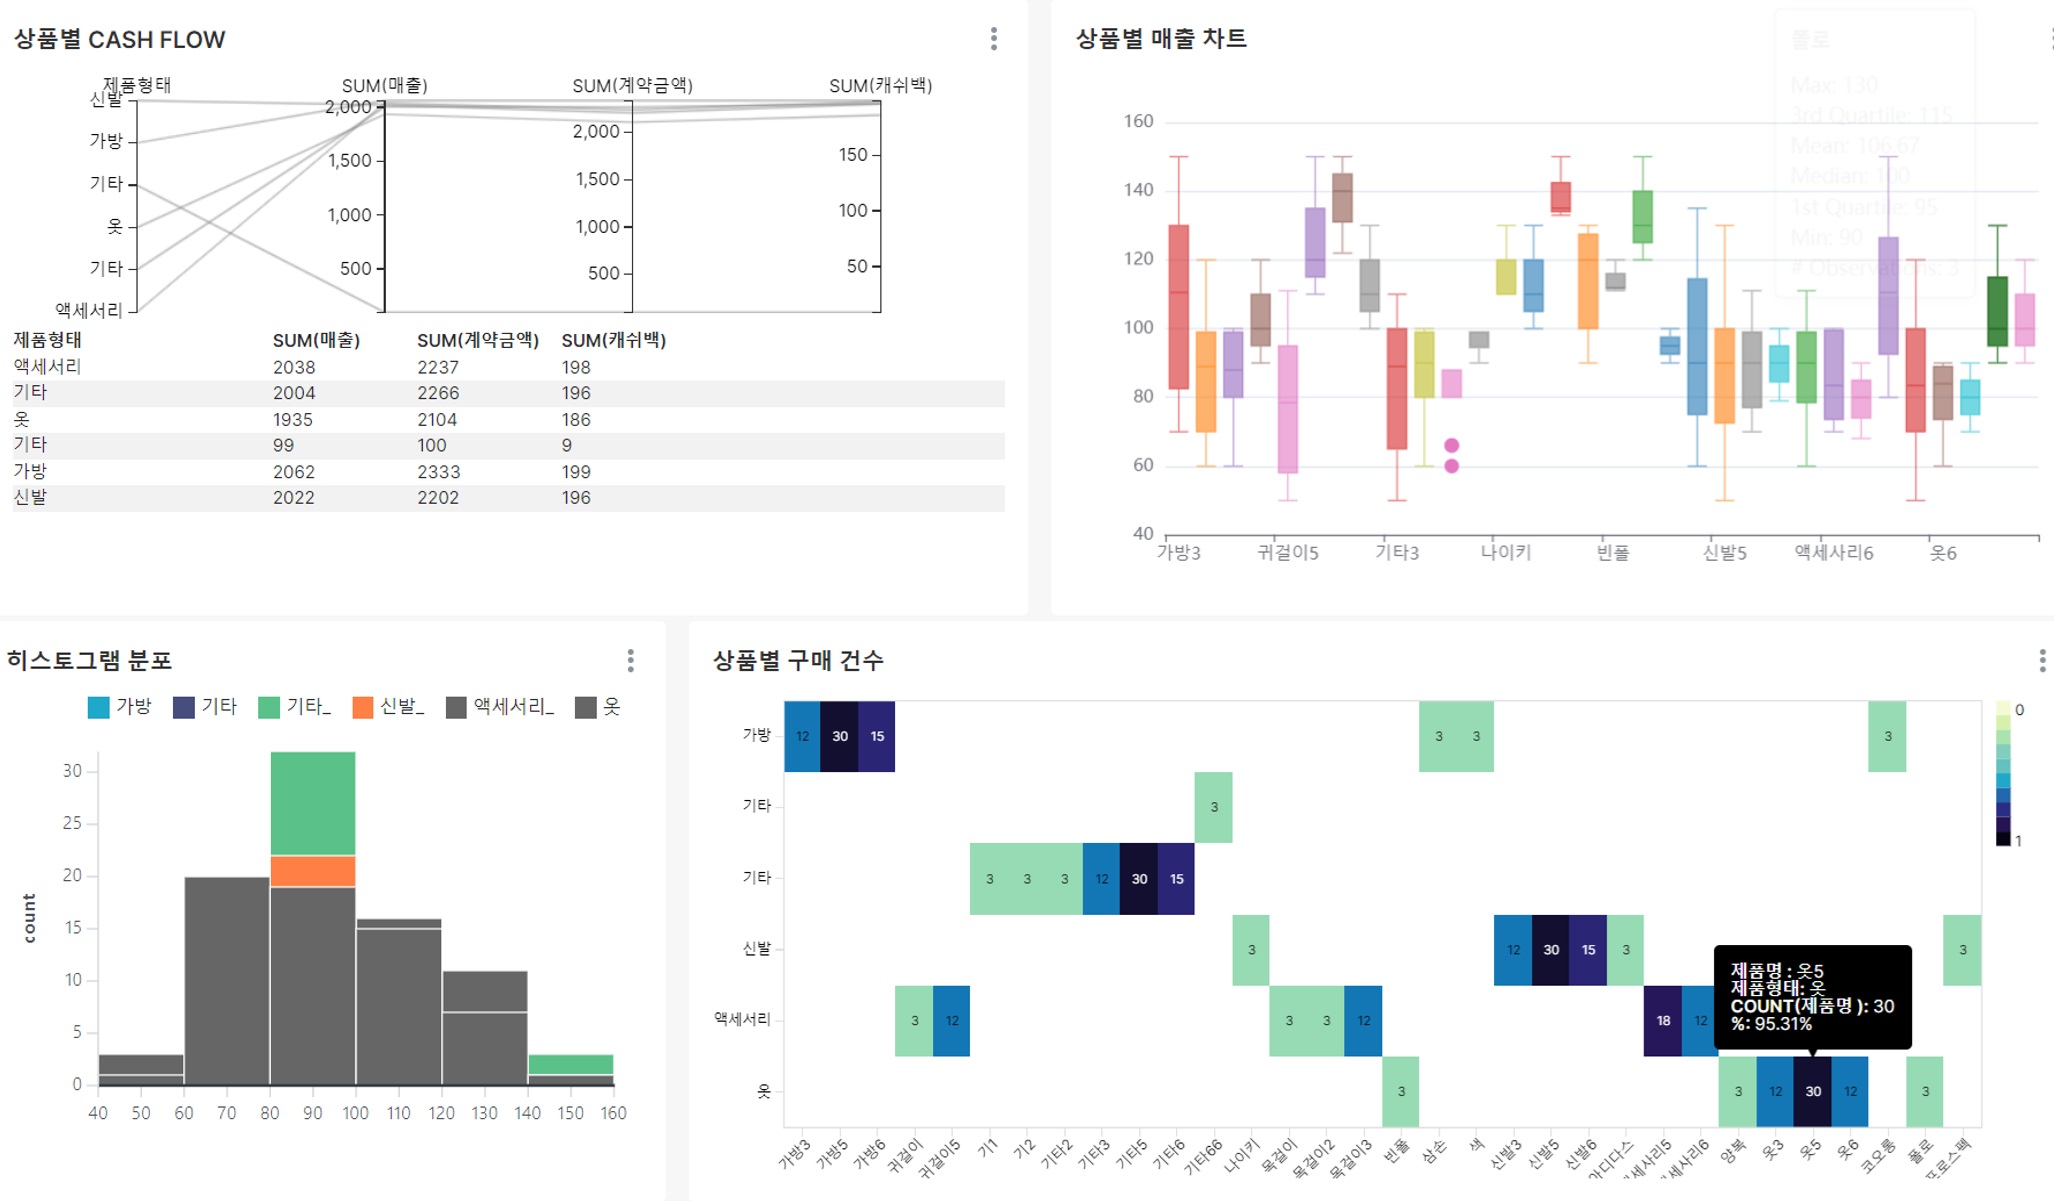 상품별 CASH FLOW
제품형태 SUM(매출) SUM(계약금액) SUM(캐쉬백)
신발
가방
기타
옷
기타
액세서리
2,000
1,500
1,000
500
2,000
1,500
1,000
500
150
100
50
제품형태 SUM(매출) SUM(계약금액) SUM(캐쉬백)
액세서리 2038 2237 198
기타 2004 2266 196
옷 1935 2104 186
기타 99 100 9
가방 2062 2333 199
신발 2022 2202 196
상품별 매출 차트
폴로
Max: 130
3rd Quartile: 115
Mean: 106.67
Median: 100
1st Quartile: 95
Min: 90
# Observations: 3
160
140
120
100
80
60
40
가방3 귀걸이5 기타3 나이키 빈폴 신발5 액세사리6 옷6
히스토그램 분포
가방 기타 기타_ 신발_ 액세서리_ 옷
count
30
25
20
15
10
5
0
40 50 60 70 80 90 100 110 120 130 140 150 160
상품별 구매 건수
가방 12 30 15 3 3 3
기타 3
기타 3 3 3 12 30 15
신발 3 12 30 15 3 3
액세서리 3 12 3 3 12 18 12
옷 3 3 12 30 12 3
0
1
제품명 : 옷5
제품형태: 옷
COUNT(제품명 ): 30
%: 95.31%
가방3 가방5 가방6 귀걸이 귀걸이5 기1 기2 기타2 기타3 기타5 기타6 기타66 나이키 목걸이 목걸이2 목걸이3 빈폴 삼손 색 신발3 신발5 신발6 아디다스 세사리5 세사리6 양복 옷3 옷5 옷6 코오롱 폴로 프로스펙